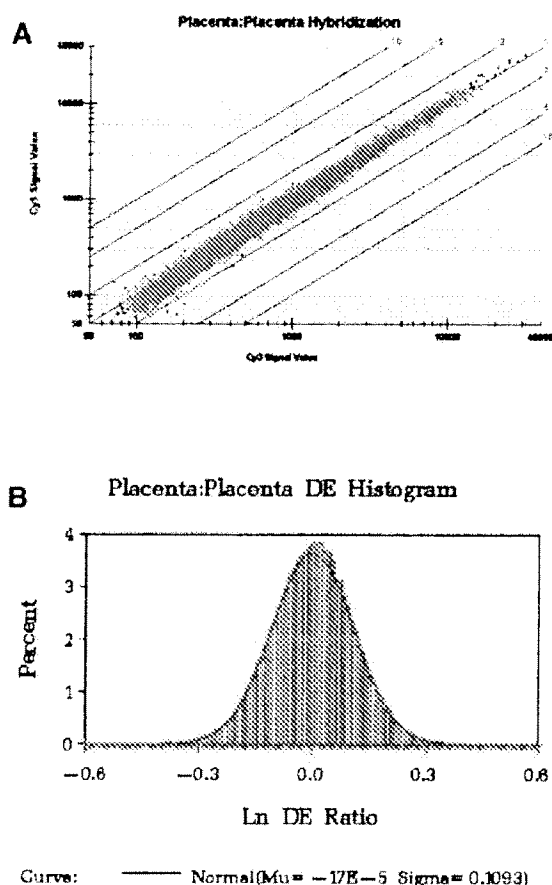 A
Placenta:Placenta Hybridization
Cy5 Signal Value
10000
1000
100
50
50
100
1000
10000
Cy3 Signal Value
B
Placenta:Placenta DE Histogram
Percent
4
3
2
1
0
−0.6
−0.3
0.0
0.3
0.6
Ln DE Ratio
Curve: Normal(Mu= −17E−5 Sigma= 0.1093)